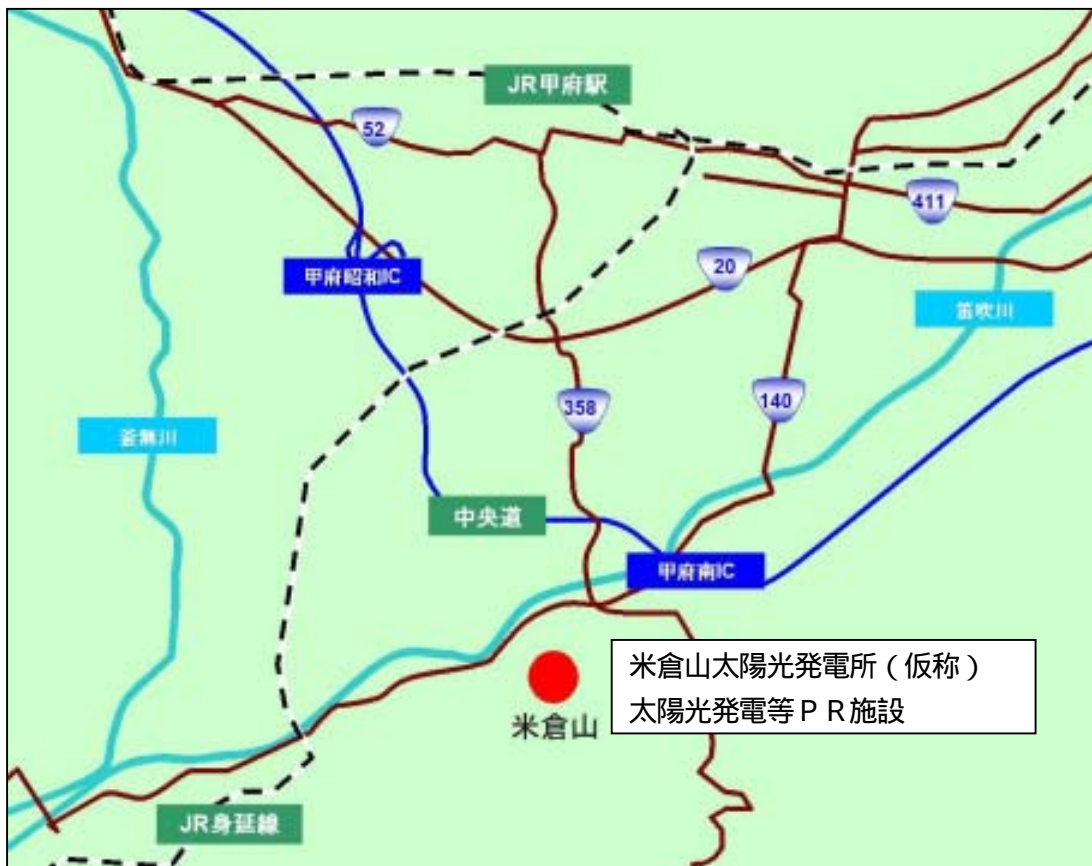 JR甲府駅
52
411
20
甲府昭和IC
笛吹川
358
140
釜無川
中央道
甲府南IC
米倉山太陽光発電所（仮称）
太陽光発電等ＰＲ施設
米倉山
JR身延線